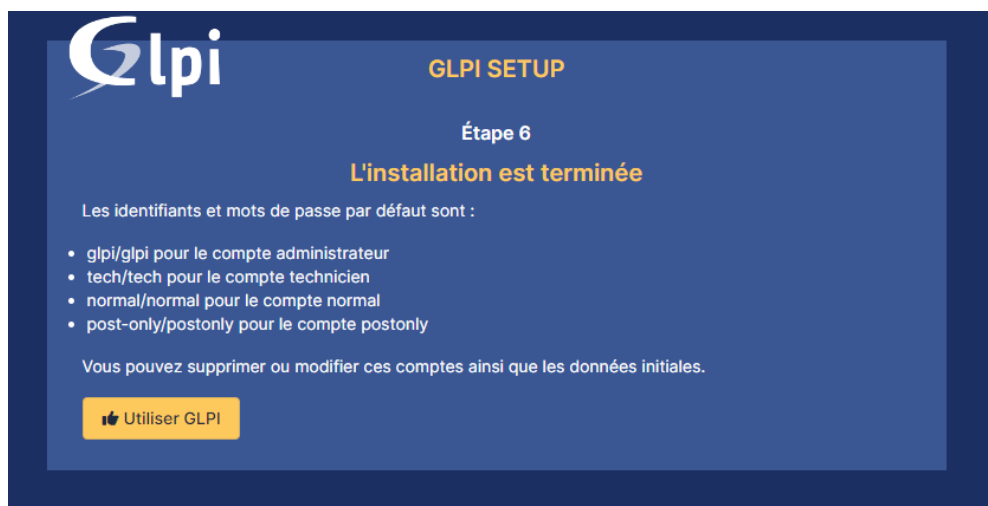 Glpi
GLPI SETUP
Étape 6
L'installation est terminée
Les identifiants et mots de passe par défaut sont :
• glpi/glpi pour le compte administrateur
• tech/tech pour le compte technicien
• normal/normal pour le compte normal
• post-only/postonly pour le compte postonly
Vous pouvez supprimer ou modifier ces comptes ainsi que les données initiales.
Utiliser GLPI